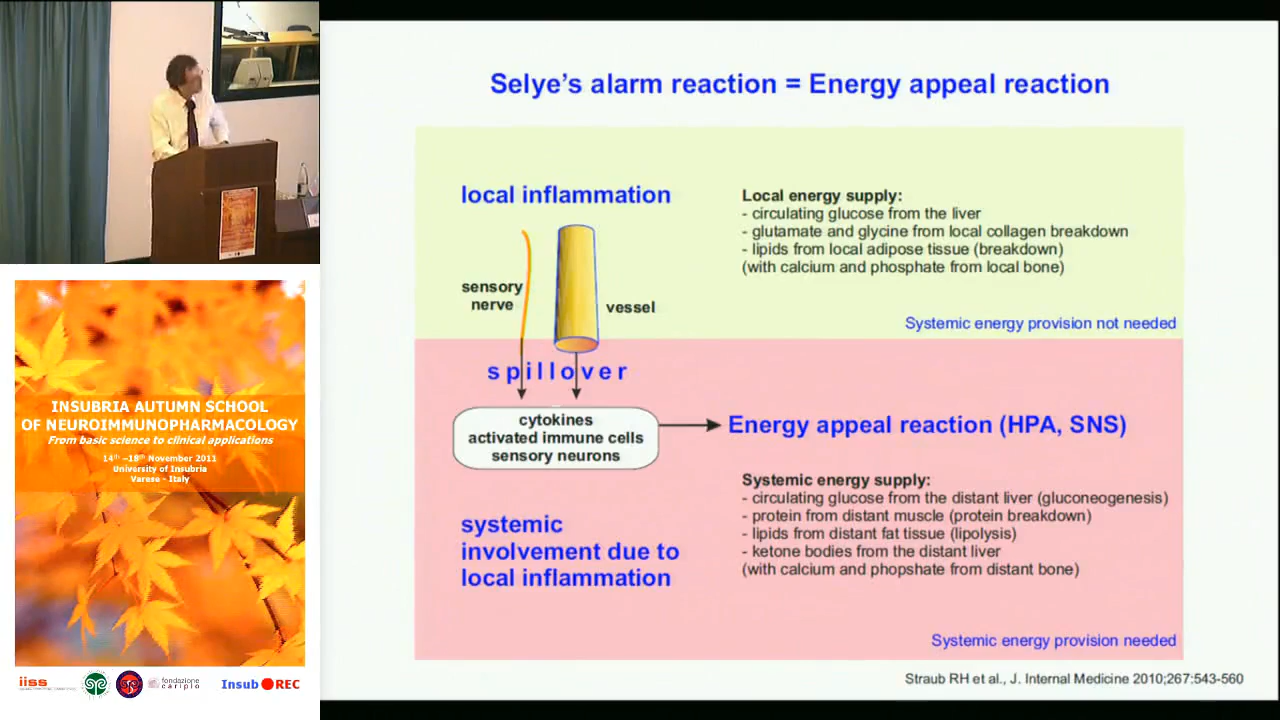 Selye's alarm reaction = Energy appeal reaction
local inflammation
Local energy supply:
- circulating glucose from the liver
- glutamate and glycine from local collagen breakdown
- lipids from local adipose tissue (breakdown)
(with calcium and phosphate from local bone)
sensory
nerve
vessel
Systemic energy provision not needed
spillover
cytokines
activated immune cells
sensory neurons
Energy appeal reaction (HPA, SNS)
Systemic energy supply:
- circulating glucose from the distant liver (gluconeogenesis)
- protein from distant muscle (protein breakdown)
- lipids from distant fat tissue (lipolysis)
- ketone bodies from the distant liver
(with calcium and phopshate from distant bone)
systemic
involvement due to
local inflammation
Systemic energy provision needed
Straub RH et al., J. Internal Medicine 2010;267:543-560
INSUBRIA AUTUMN SCHOOL
OF NEUROIMMUNOPHARMACOLOGY
From basic science to clinical applications
14th –18th November 2011
University of Insubria
Varese - Italy
iiss
fondazione
cariplo
Insub REC